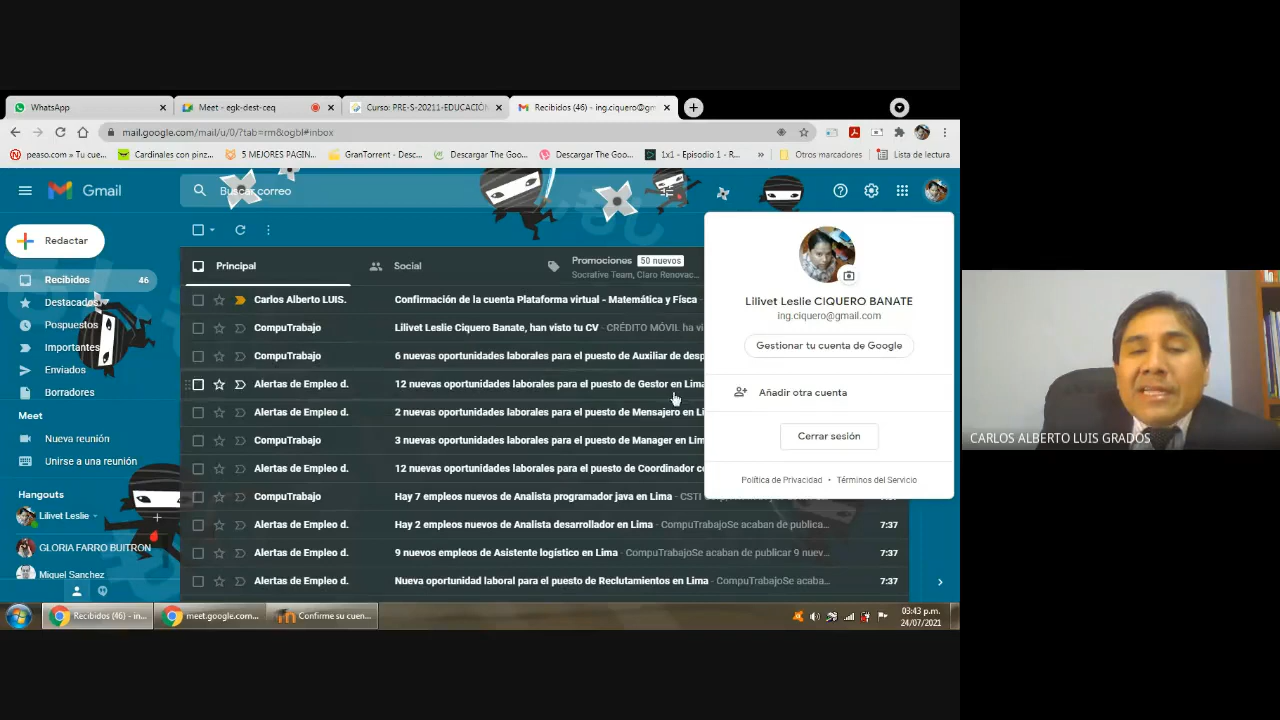 WhatsApp
Meet - egk-dest-ceq
Curso: PRE-S-20211-EDUCACIÓN
Recibidos (46) - ing.ciquero@gm
mail.google.com/mail/u/0/?tab=rm&ogbl#inbox
peaso.com » Tu cue...
Cardinales con pinz...
5 MEJORES PAGIN...
GranTorrent - Desc...
Descargar The Goo...
Descargar The Goo...
1x1 - Episodio 1 - R...
»
Otros marcadores
Lista de lectura
Gmail
Buscar correo
Redactar
Recibidos 46
Destacados
Pospuestos
Importantes
Enviados
Borradores
Meet
Nueva reunión
Unirse a una reunión
Hangouts
Lilivet Leslie
GLORIA FARRO BUITRON
Miguel Sanchez
Principal
Social
Promociones 50 nuevos
Socrative Team, Claro Renovac...
Carlos Alberto LUIS. Confirmación de la cuenta Plataforma virtual - Matemática y Física -
CompuTrabajo Lilivet Leslie Ciquero Banate, han visto tu CV - CRÉDITO MÓVIL ha vi
CompuTrabajo 6 nuevas oportunidades laborales para el puesto de Auxiliar de desp
Alertas de Empleo d. 12 nuevas oportunidades laborales para el puesto de Gestor en Lima
Alertas de Empleo d. 2 nuevas oportunidades laborales para el puesto de Mensajero en Li
CompuTrabajo 3 nuevas oportunidades laborales para el puesto de Manager en Lim
Alertas de Empleo d. 12 nuevas oportunidades laborales para el puesto de Coordinador c
CompuTrabajo Hay 7 empleos nuevos de Analista programador java en Lima - CSTI
Alertas de Empleo d. Hay 2 empleos nuevos de Analista desarrollador en Lima - CompuTrabajoSe acaban de publica... 7:37
Alertas de Empleo d. 9 nuevos empleos de Asistente logístico en Lima - CompuTrabajoSe acaban de publicar 9 nuev... 7:37
Alertas de Empleo d. Nueva oportunidad laboral para el puesto de Reclutamientos en Lima - CompuTrabajoSe acaba... 7:37
Lilivet Leslie CIQUERO BANATE
ing.ciquero@gmail.com
Gestionar tu cuenta de Google
Añadir otra cuenta
Cerrar sesión
Política de Privacidad • Términos del Servicio
Recibidos (46) - in...
meet.google.com...
Confirme su cuen...
03:43 p.m.
24/07/2021
CARLOS ALBERTO LUIS GRADOS